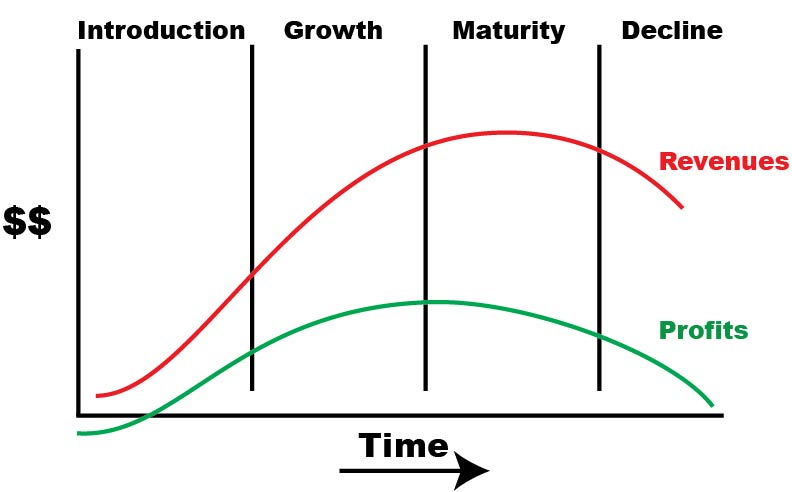 Introduction Growth Maturity Decline
Revenues
$$
Profits
Time